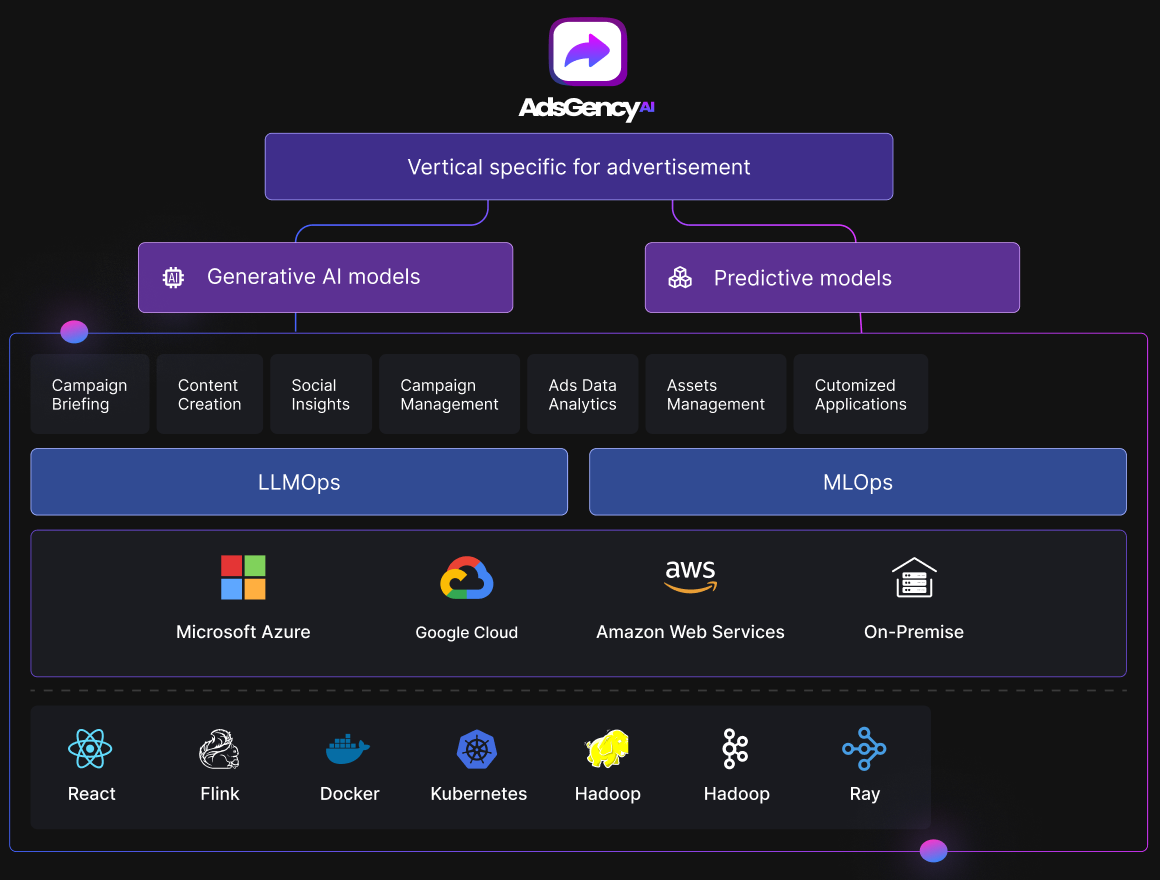 AdsGency AI
Vertical specific for advertisement
AI
Generative AI models
Predictive models
Campaign
Briefing
Content
Creation
Social
Insights
Campaign
Management
Ads Data
Analytics
Assets
Management
Cutomized
Applications
LLMOps
MLOps
aws
Microsoft Azure
Google Cloud
Amazon Web Services
On-Premise
React
Flink
Docker
Kubernetes
Hadoop
Hadoop
Ray